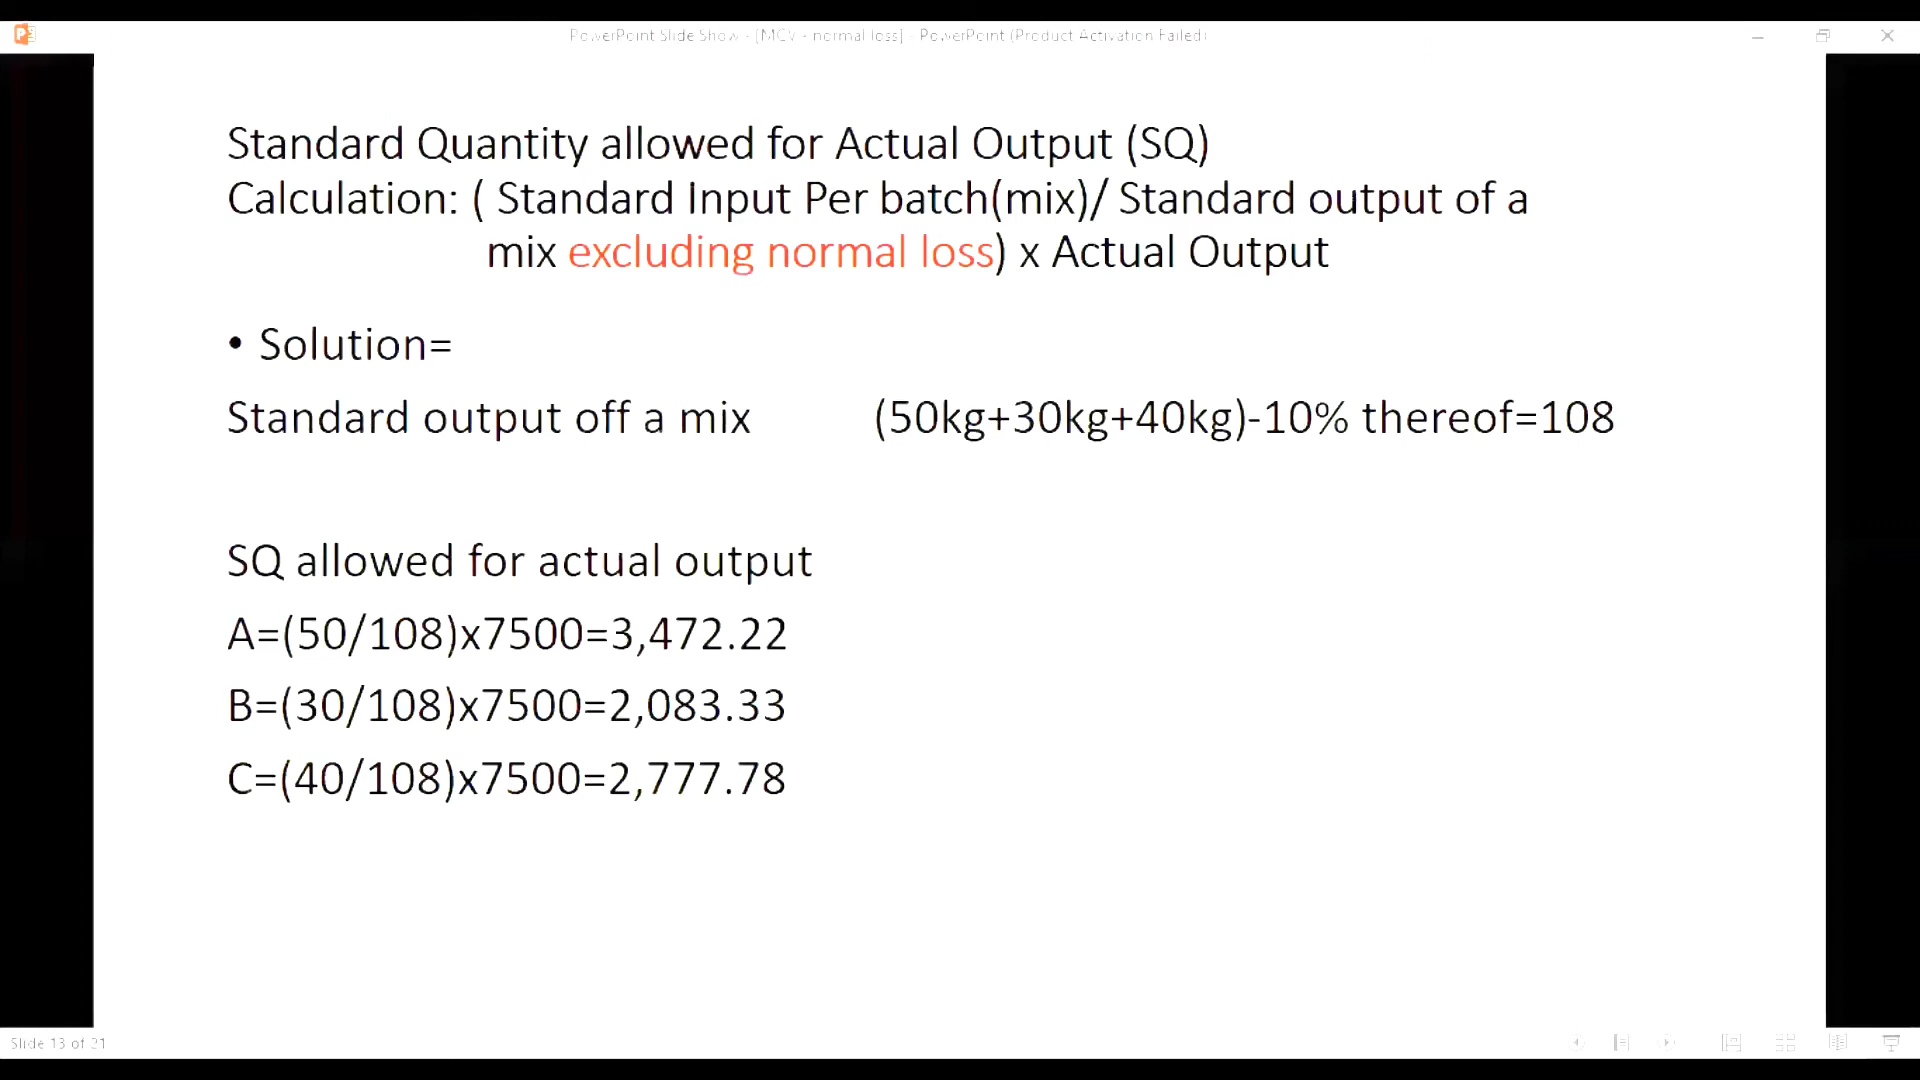 PowerPoint Slide Show - [MCV - normal loss] - PowerPoint (Product Activation Failed)
Standard Quantity allowed for Actual Output (SQ)
Calculation: ( Standard Input Per batch(mix)/ Standard output of a
mix excluding normal loss) x Actual Output
• Solution=
Standard output off a mix (50kg+30kg+40kg)-10% thereof=108
SQ allowed for actual output
A=(50/108)x7500=3,472.22
B=(30/108)x7500=2,083.33
C=(40/108)x7500=2,777.78
Slide 13 of 21